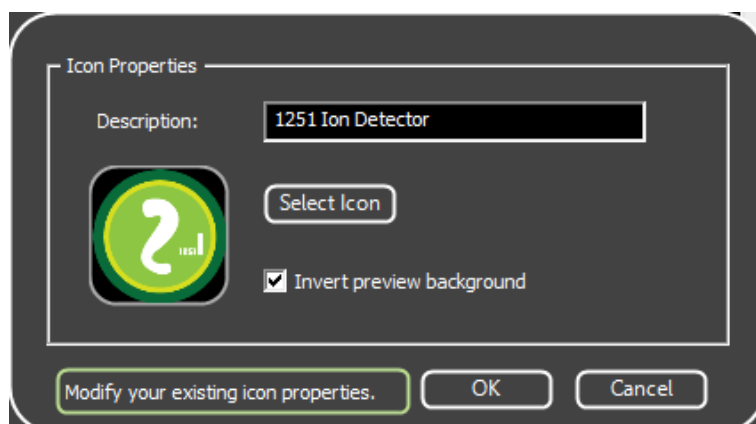 Icon Properties
Description:
1251 Ion Detector
Select Icon
Invert preview background
Modify your existing icon properties.
OK
Cancel